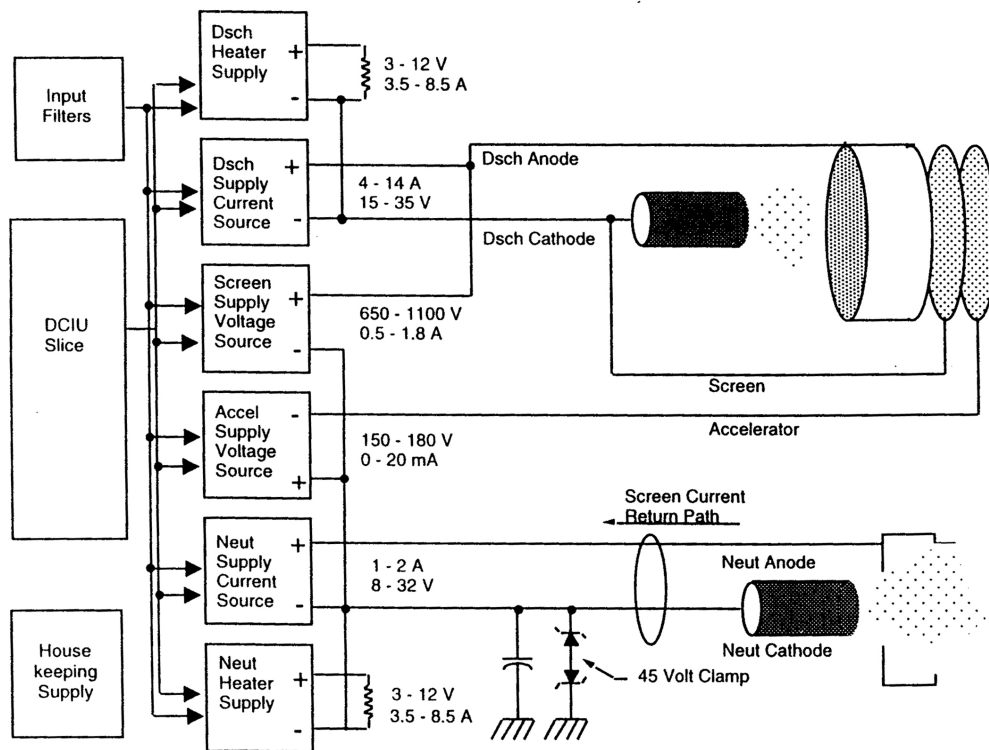 Input
Filters
DCIU
Slice
House
keeping
Supply
Dsch
Heater
Supply
+
-
3 - 12 V
3.5 - 8.5 A
Dsch
Supply
Current
Source
+
-
4 - 14 A
15 - 35 V
Dsch Anode
Dsch Cathode
Screen
Supply
Voltage
Source
+
-
650 - 1100 V
0.5 - 1.8 A
Screen
Accel
Supply
Voltage
Source
-
+
150 - 180 V
0 - 20 mA
Accelerator
Screen Current
Return Path
Neut
Supply
Current
Source
+
-
1 - 2 A
8 - 32 V
Neut Anode
Neut Cathode
45 Volt Clamp
Neut
Heater
Supply
+
-
3 - 12 V
3.5 - 8.5 A